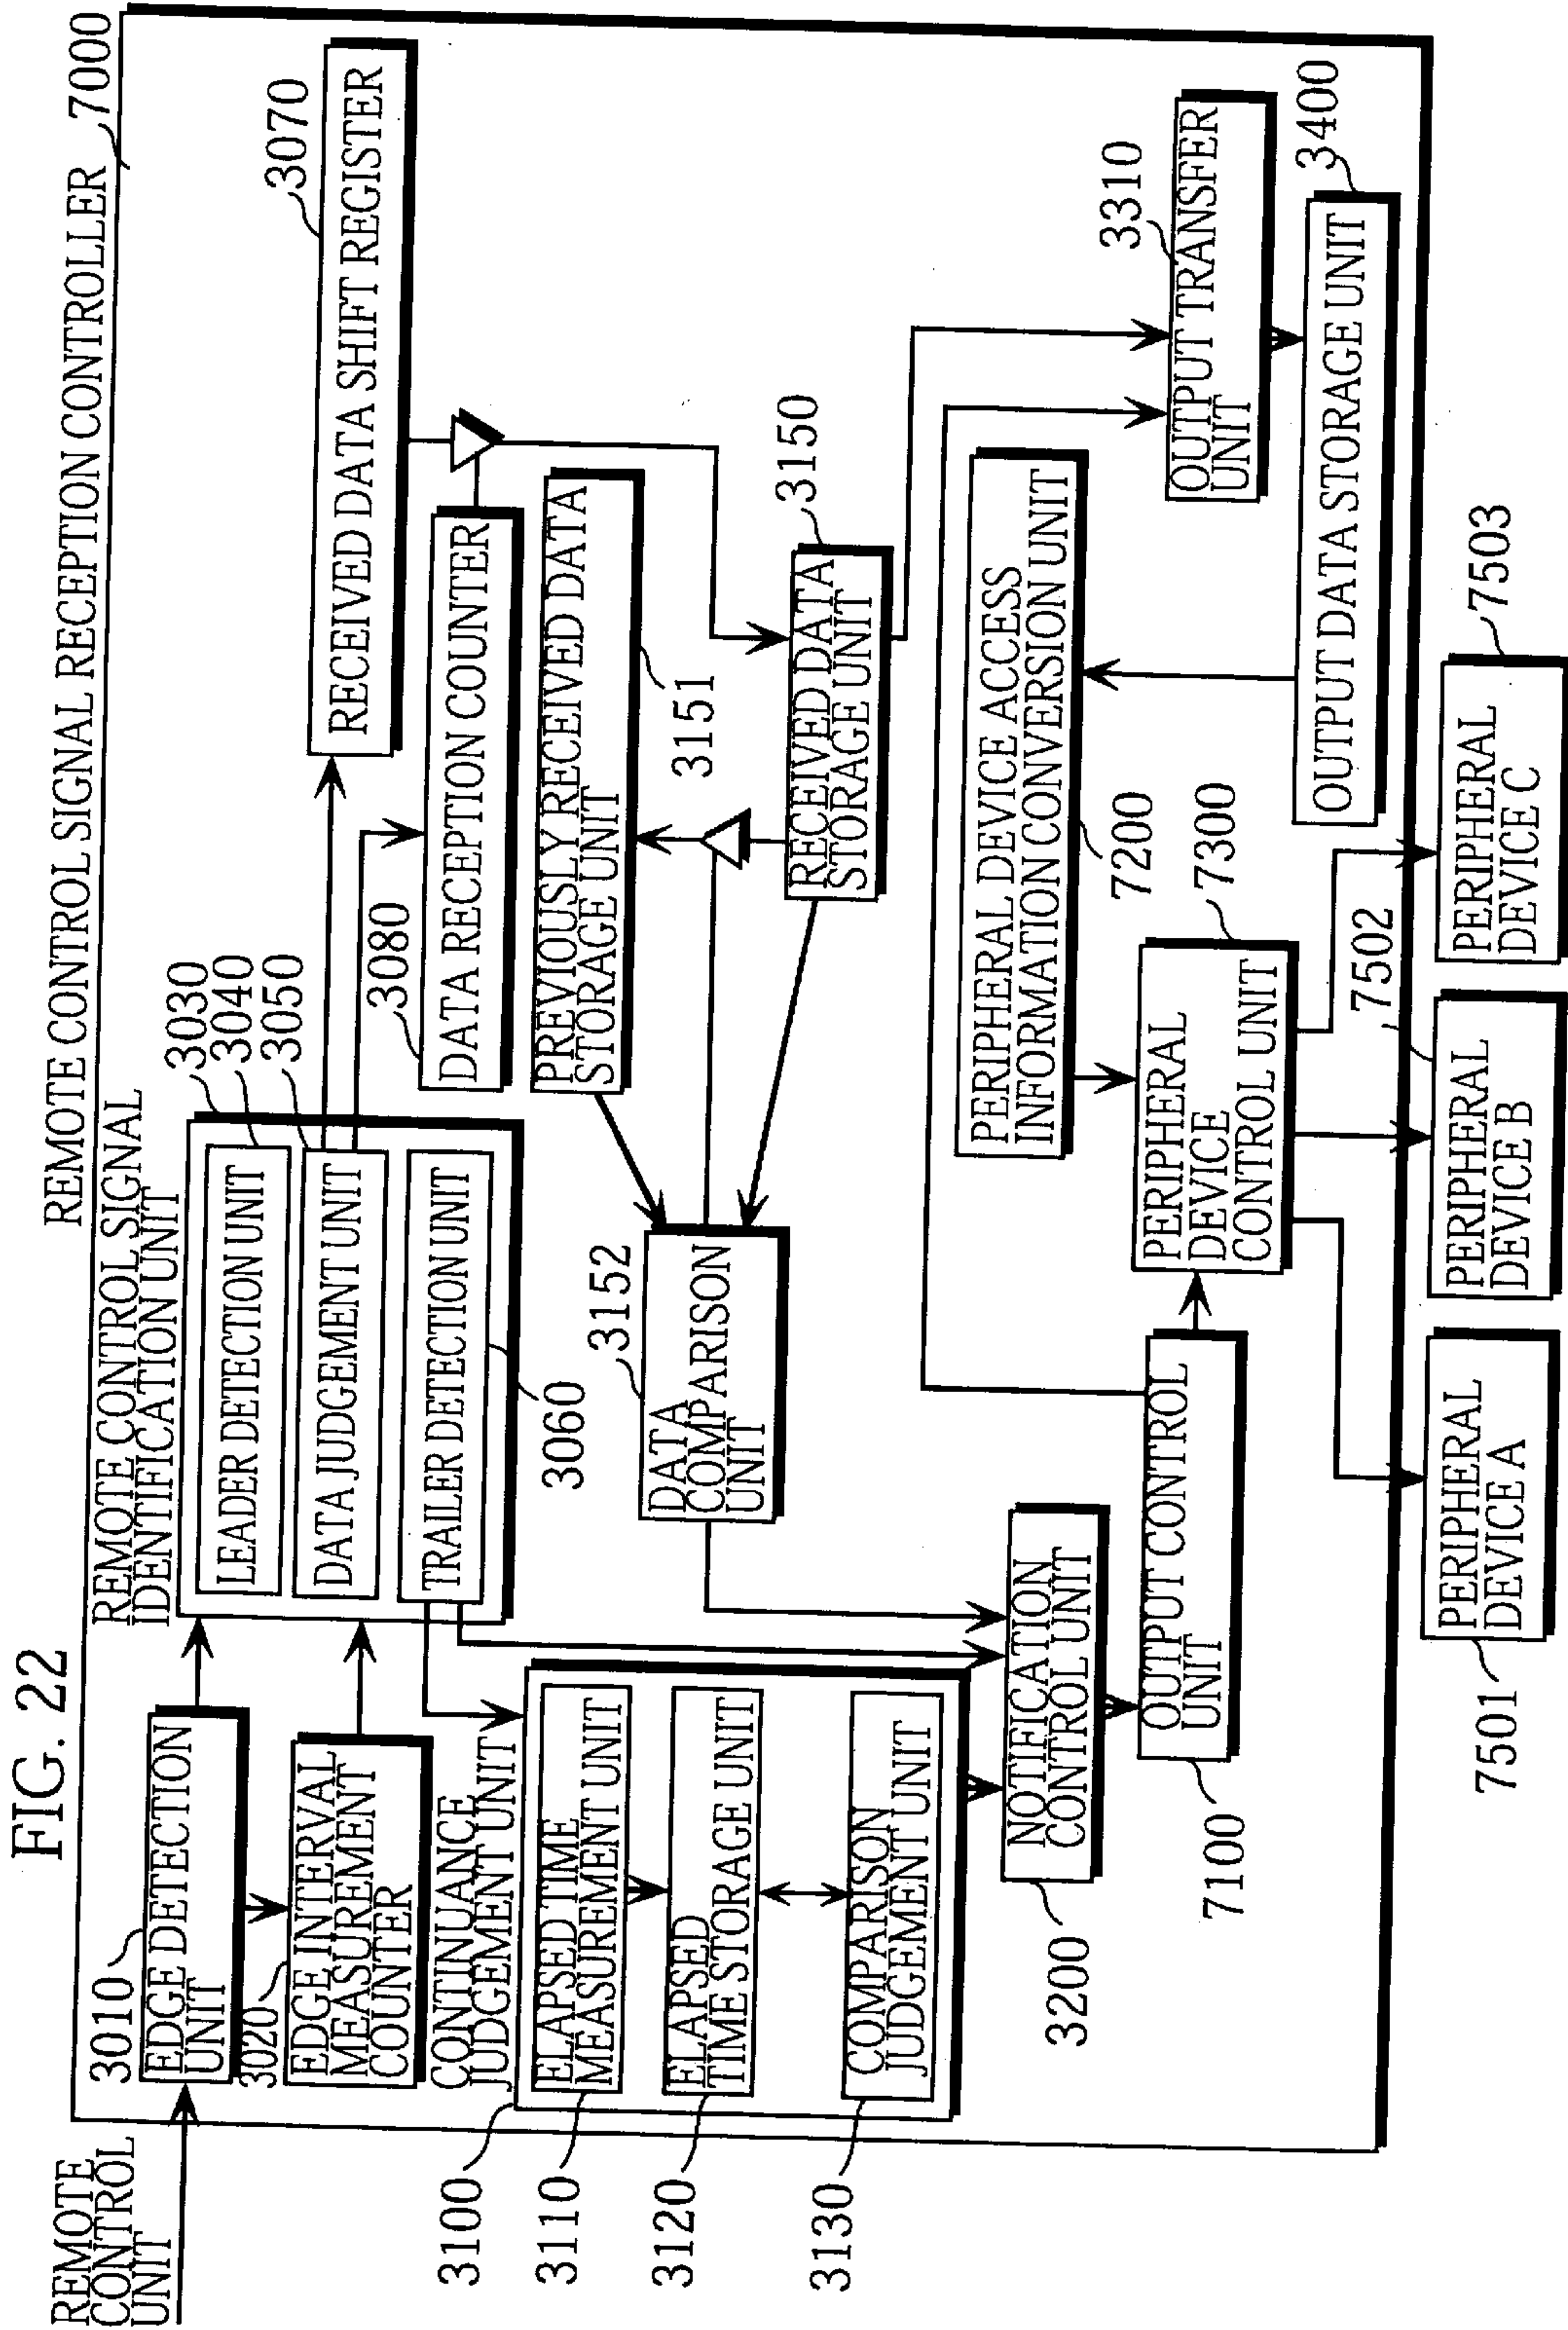 FIG. 22
REMOTE CONTROL SIGNAL RECEPTION CONTROLLER 7000
REMOTE
CONTROL
UNIT
3010
EDGE DETECTION
UNIT
3020
EDGE INTERVAL
MEASUREMENT
COUNTER
REMOTE CONTROL SIGNAL
IDENTIFICATION UNIT
3030
3040
3050
LEADER DETECTION UNIT
DATA JUDGEMENT UNIT
TRAILER DETECTION UNIT
3060
3070
RECEIVED DATA SHIFT REGISTER
3080
DATA RECEPTION COUNTER
PREVIOUSLY RECEIVED DATA
STORAGE UNIT
3151
3150
RECEIVED DATA
STORAGE UNIT
3152
DATA
COMPARISON
UNIT
CONTINUANCE
JUDGEMENT UNIT
3100
ELAPSED TIME
MEASUREMENT UNIT
3110
ELAPSED
TIME STORAGE UNIT
3120
COMPARISON
JUDGEMENT UNIT
3130
NOTIFICATION
CONTROL UNIT
3200
OUTPUT CONTROL
UNIT
7100
PERIPHERAL DEVICE ACCESS
INFORMATION CONVERSION UNIT
7200
PERIPHERAL
DEVICE
CONTROL UNIT
7300
3310
OUTPUT TRANSFER
UNIT
3400
OUTPUT DATA STORAGE UNIT
PERIPHERAL
DEVICE A
7501
PERIPHERAL
DEVICE B
7502
PERIPHERAL
DEVICE C
7503